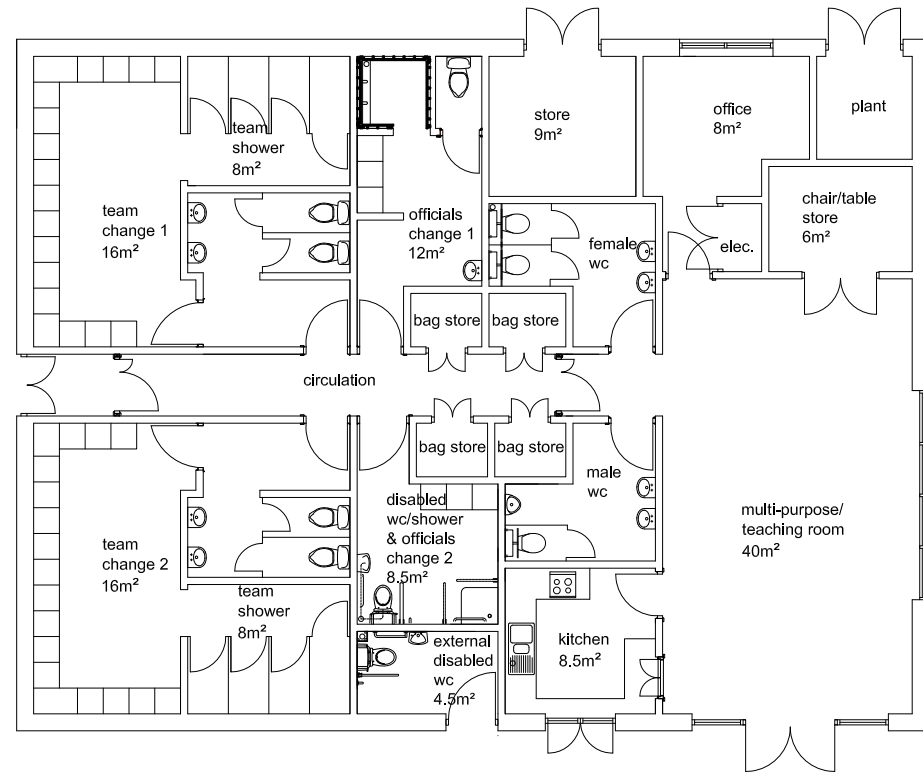 team
shower
8m²
store
9m²
office
8m²
plant
team
change 1
16m²
officials
change 1
12m²
female
wc
elec.
chair/table
store
6m²
bag store
bag store
circulation
bag store
bag store
team
change 2
16m²
disabled
wc/shower
& officials
change 2
8.5m²
male
wc
multi-purpose/
teaching room
40m²
team
shower
8m²
external
disabled
wc
4.5m²
kitchen
8.5m²